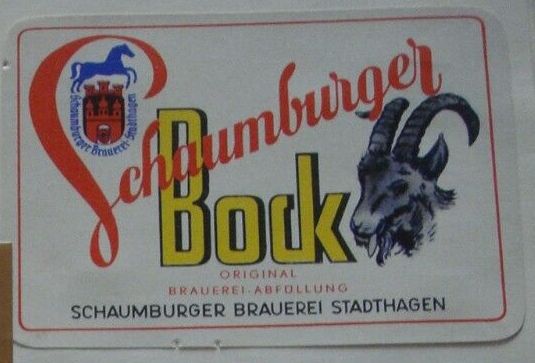 Schaumburger
Schaumburger Brauerei·Stadthagen
Bock
ORIGINAL
BRAUEREI-ABFÜLLUNG
SCHAUMBURGER BRAUEREI STADTHAGEN